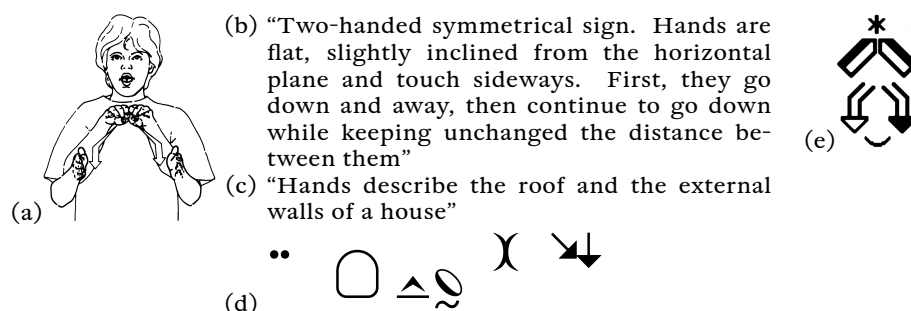 (b) “Two-handed symmetrical sign. Hands are
flat, slightly inclined from the horizontal
plane and touch sideways. First, they go
down and away, then continue to go down
while keeping unchanged the distance be-
tween them”
(e)
(c) “Hands describe the roof and the external
walls of a house”
(a)
(d)